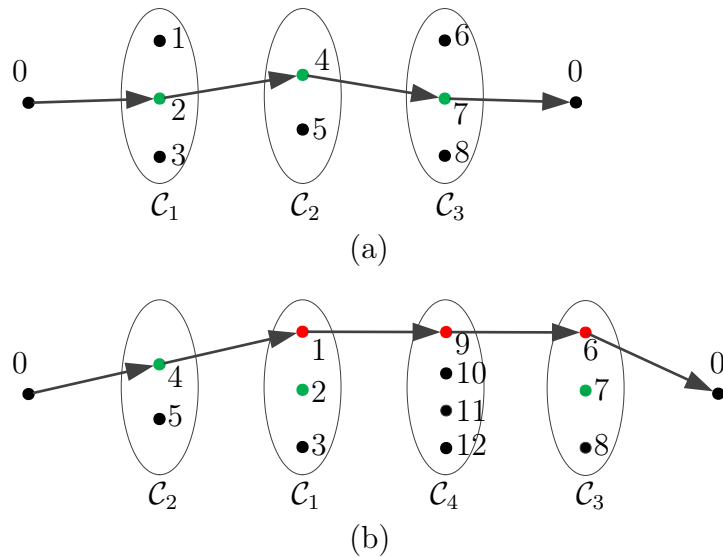 0 1 2 3 4 5 6 7 8 0
𝒞₁ 𝒞₂ 𝒞₃
(a)
0 4 5 1 2 3 9 10 11 12 6 7 8 0
𝒞₂ 𝒞₁ 𝒞₄ 𝒞₃
(b)